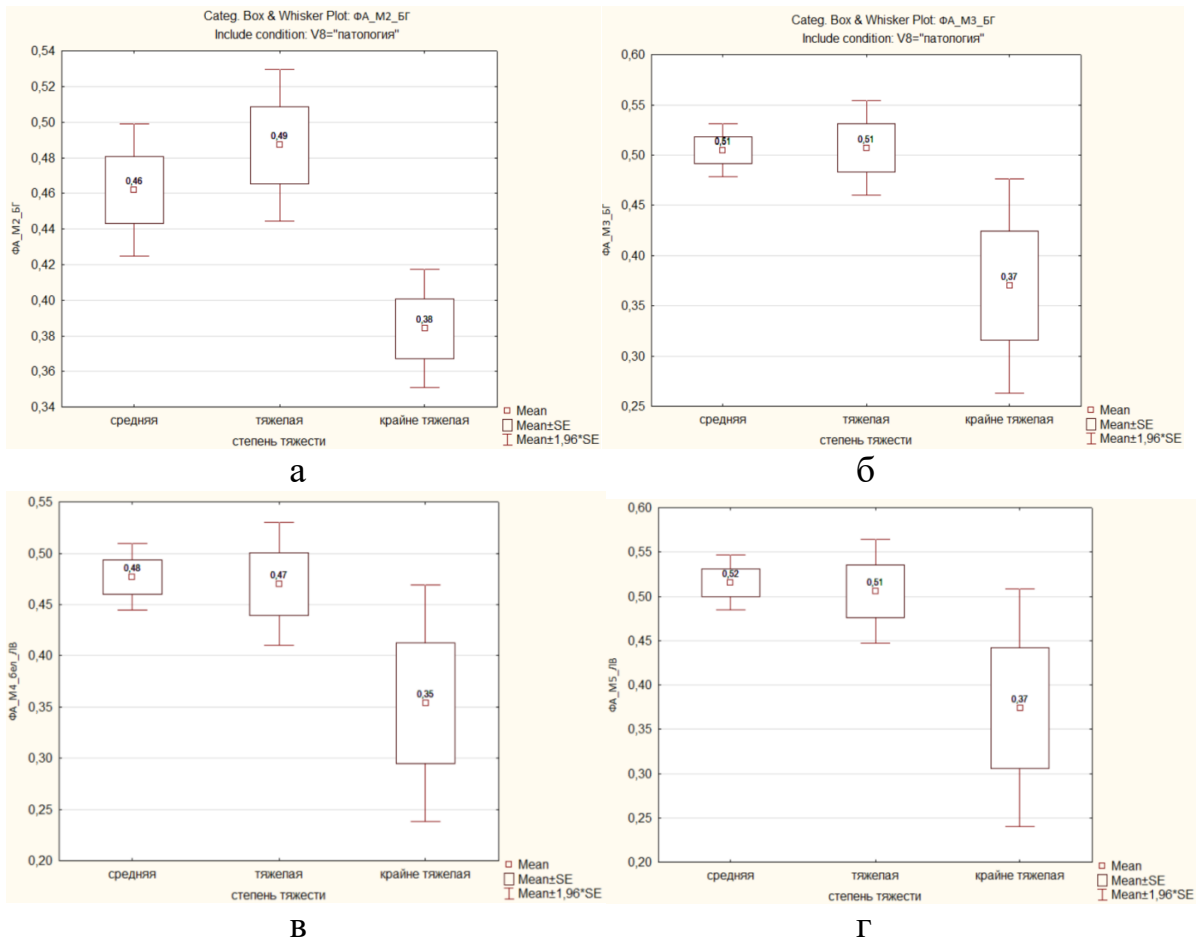 Categ. Box & Whisker Plot: ФА_М2_БГ
Include condition: V8="патология"
0,54
0,52
0,50
0,48
0,46
0,44
0,42
0,40
0,38
0,36
0,34
ФА_М2_БГ
0,46
0,49
0,38
средняя
тяжелая
крайне тяжелая
степень тяжести
Mean
Mean±SE
Mean±1,96*SE
а
Categ. Box & Whisker Plot: ФА_М3_БГ
Include condition: V8="патология"
0,60
0,55
0,50
0,45
0,40
0,35
0,30
0,25
ФА_М3_БГ
0,51
0,51
0,37
средняя
тяжелая
крайне тяжелая
степень тяжести
Mean
Mean±SE
Mean±1,96*SE
б
0,55
0,50
0,45
0,40
0,35
0,30
0,25
0,20
ФА_М4_бел_ЛВ
0,48
0,47
0,35
средняя
тяжелая
крайне тяжелая
степень тяжести
Mean
Mean±SE
Mean±1,96*SE
в
0,60
0,55
0,50
0,45
0,40
0,35
0,30
0,25
0,20
ФА_М5_ЛВ
0,52
0,51
0,37
средняя
тяжелая
крайне тяжелая
степень тяжести
Mean
Mean±SE
Mean±1,96*SE
г